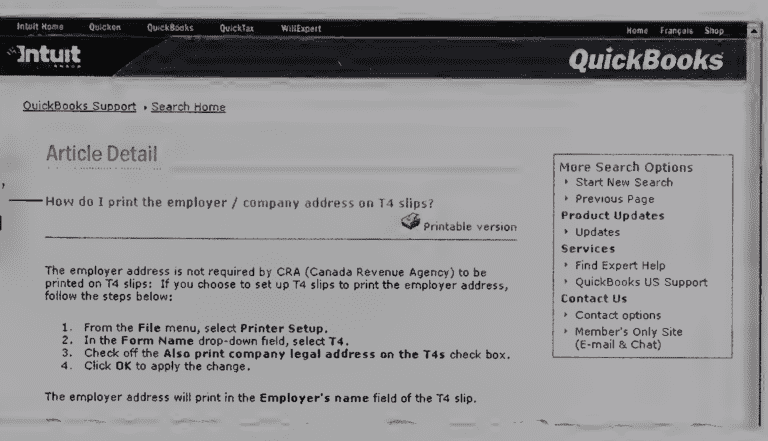 Intuit Home Quicken QuickBooks QuickTax WillExpert Home Français Shop
Intuit QuickBooks
QuickBooks Support Search Home
Article Detail
How do I print the employer / company address on T4 slips?
Printable version
The employer address is not required by CRA (Canada Revenue Agency) to be
printed on T4 slips: If you choose to set up T4 slips to print the employer address,
follow the steps below:
1. From the File menu, select Printer Setup.
2. In the Form Name drop-down field, select T4.
3. Check off the Also print company legal address on the T4s check box.
4. Click OK to apply the change.
The employer address will print in the Employer's name field of the T4 slip.
More Search Options
Start New Search
Previous Page
Product Updates
Updates
Services
Find Expert Help
QuickBooks US Support
Contact Us
Contact options
Member's Only Site
(E-mail & Chat)